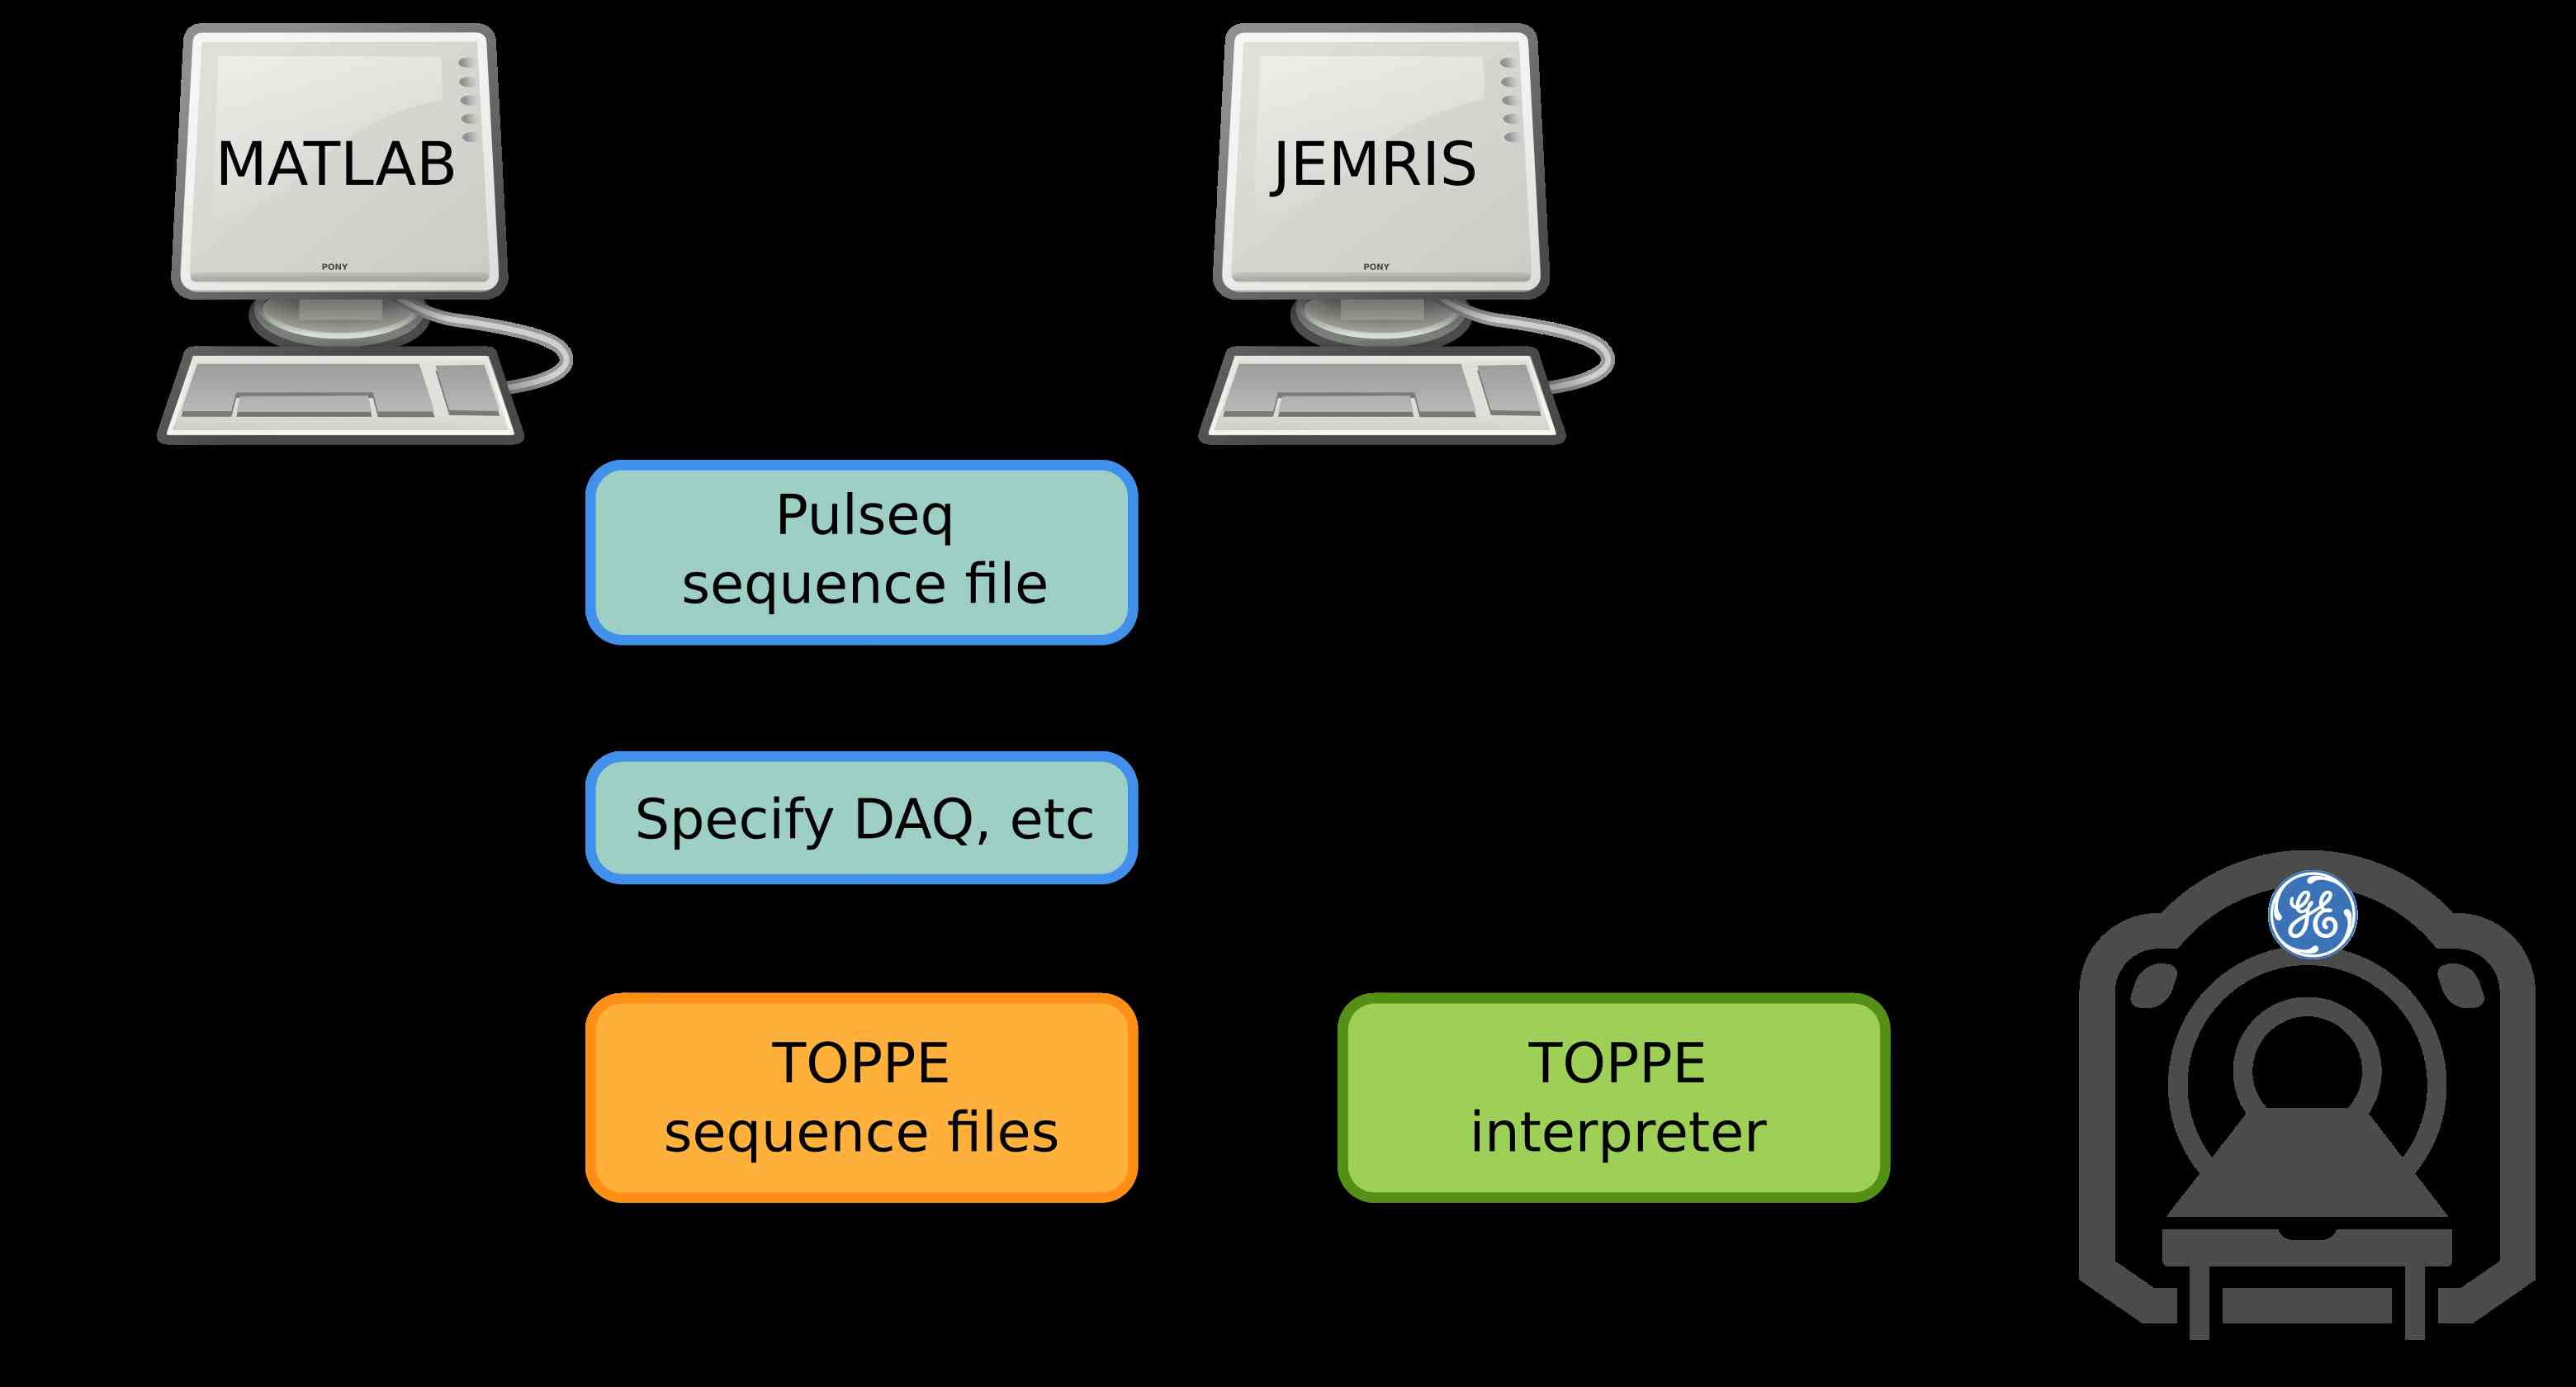 MATLAB
PONY
JEMRIS
PONY
Pulseq
sequence file
Specify DAQ, etc
GE
TOPPE
sequence files
TOPPE
interpreter